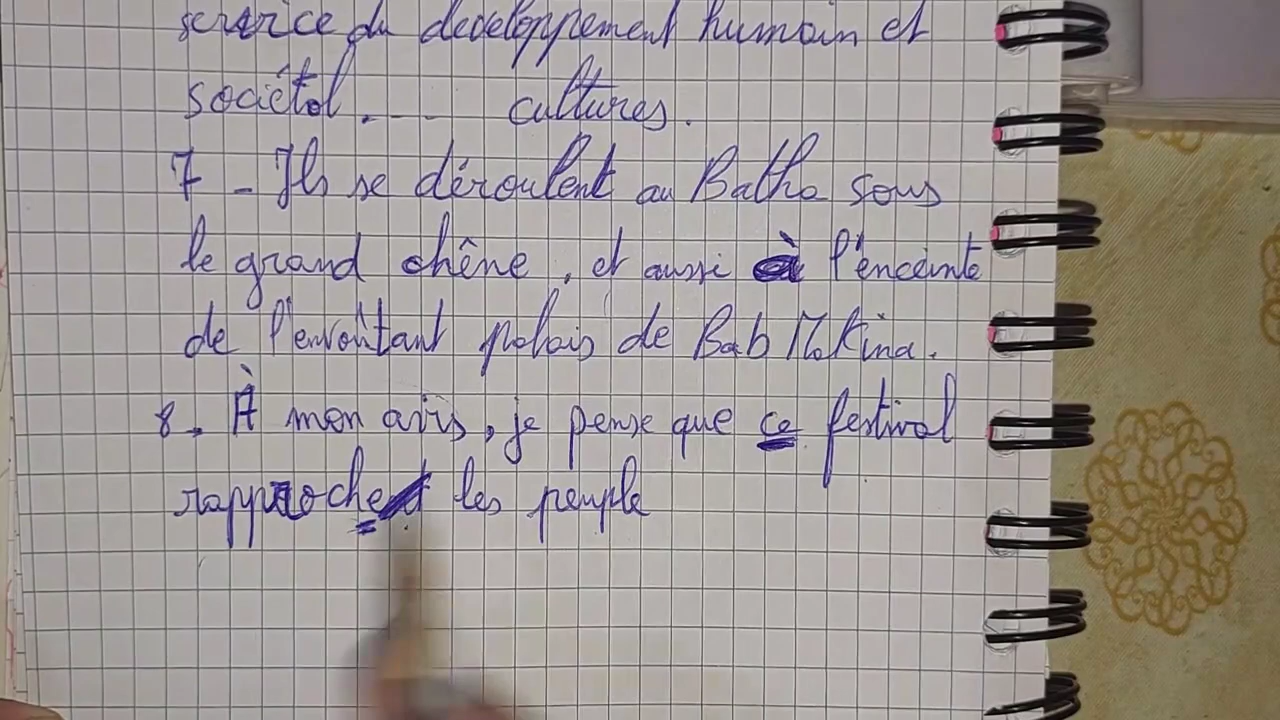 service du développement humain et
sociétal. --- cultures.
7 - Ils se déroulent au Batha sous
le grand chêne, et aussi à l'enceinte
de l'envoûtant palais de Bab Makina.
8. À mon avis, je pense que ce festival
rapproche les peuple